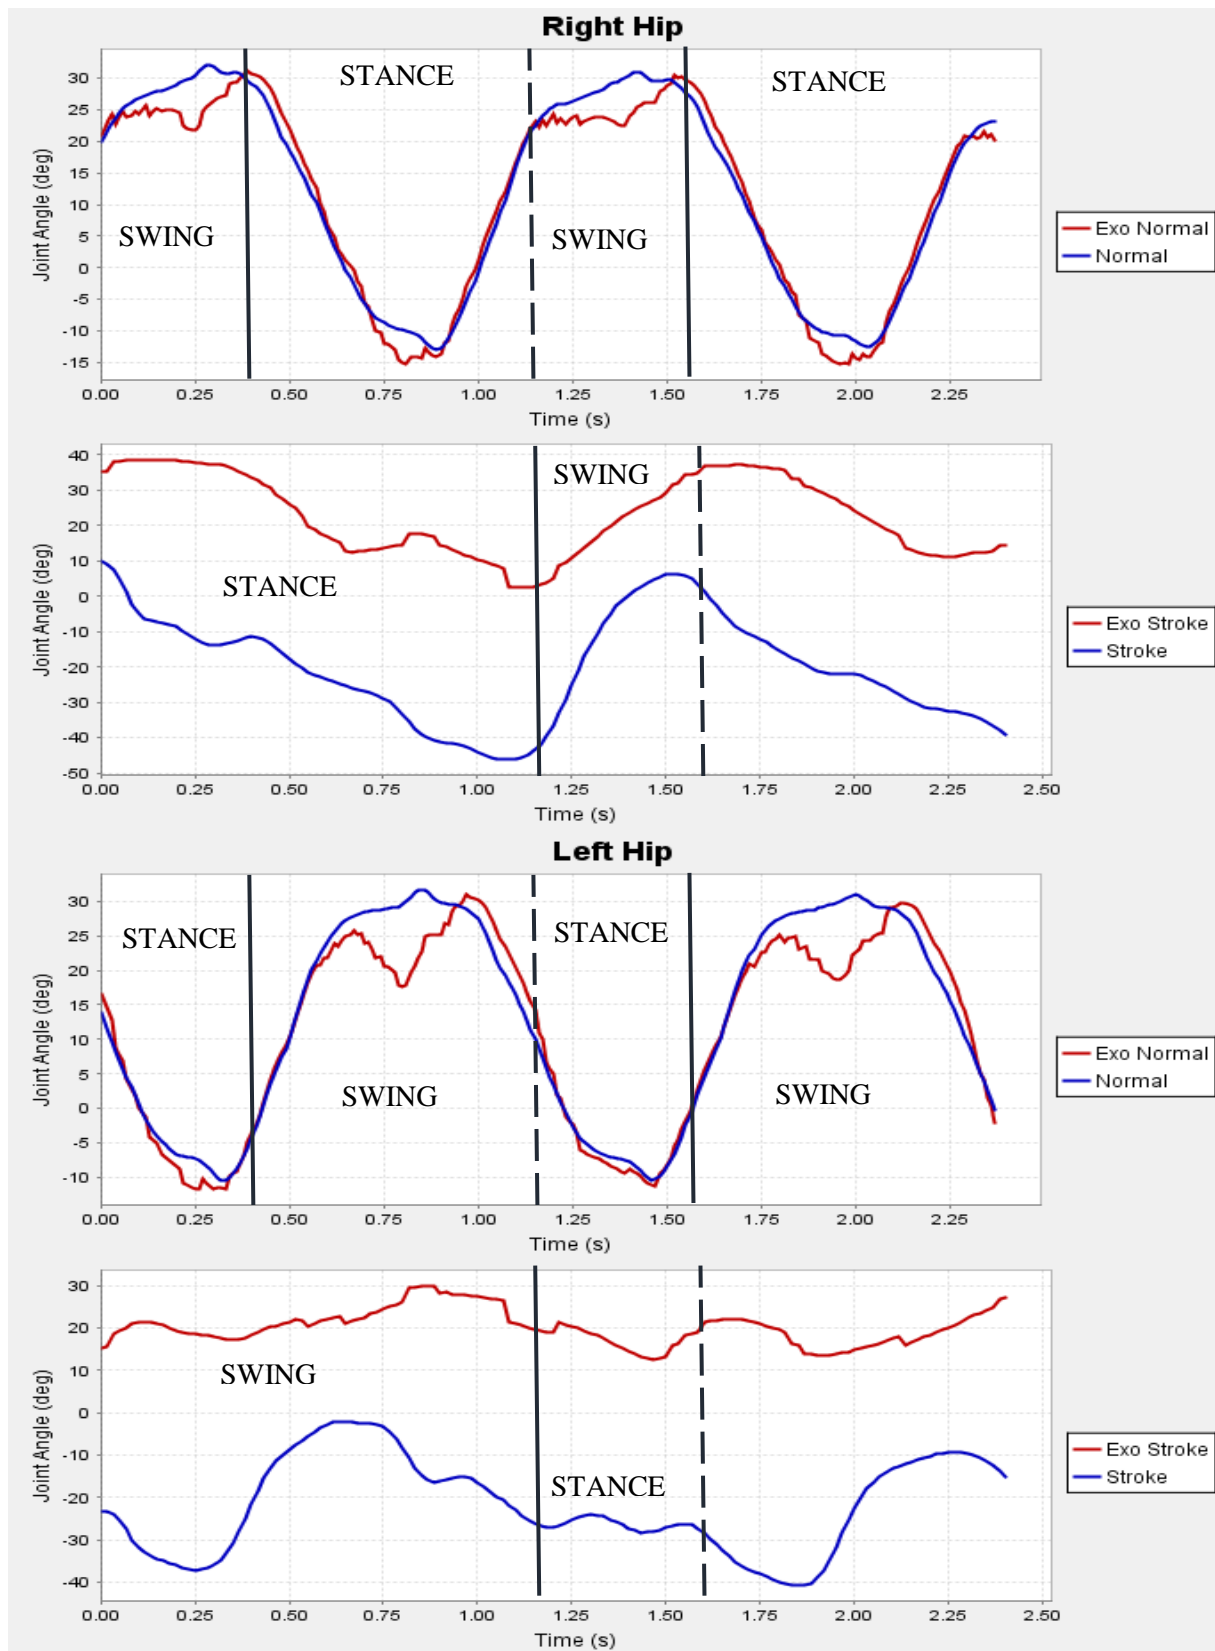 Right Hip
STANCE STANCE
SWING SWING
Joint Angle (deg)
30
25
20
15
10
5
0
-5
-10
-15
0.00 0.25 0.50 0.75 1.00 1.25 1.50 1.75 2.00 2.25
Time (s)
Exo Normal
Normal
SWING
STANCE
Joint Angle (deg)
40
30
20
10
0
-10
-20
-30
-40
-50
0.00 0.25 0.50 0.75 1.00 1.25 1.50 1.75 2.00 2.25 2.50
Time (s)
Exo Stroke
Stroke
Left Hip
STANCE STANCE
SWING SWING
Joint Angle (deg)
30
25
20
15
10
5
0
-5
-10
0.00 0.25 0.50 0.75 1.00 1.25 1.50 1.75 2.00 2.25
Time (s)
Exo Normal
Normal
SWING
STANCE
Joint Angle (deg)
30
20
10
0
-10
-20
-30
-40
0.00 0.25 0.50 0.75 1.00 1.25 1.50 1.75 2.00 2.25 2.50
Time (s)
Exo Stroke
Stroke